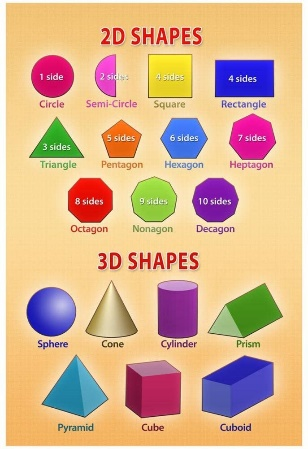 2D SHAPES
1 side
2 sides
4 sides
4 sides
Circle
Semi-Circle
Square
Rectangle
3 sides
5 sides
6 sides
7 sides
Triangle
Pentagon
Hexagon
Heptagon
8 sides
9 sides
10 sides
Octagon
Nonagon
Decagon
3D SHAPES
Sphere
Cone
Cylinder
Prism
Pyramid
Cube
Cuboid